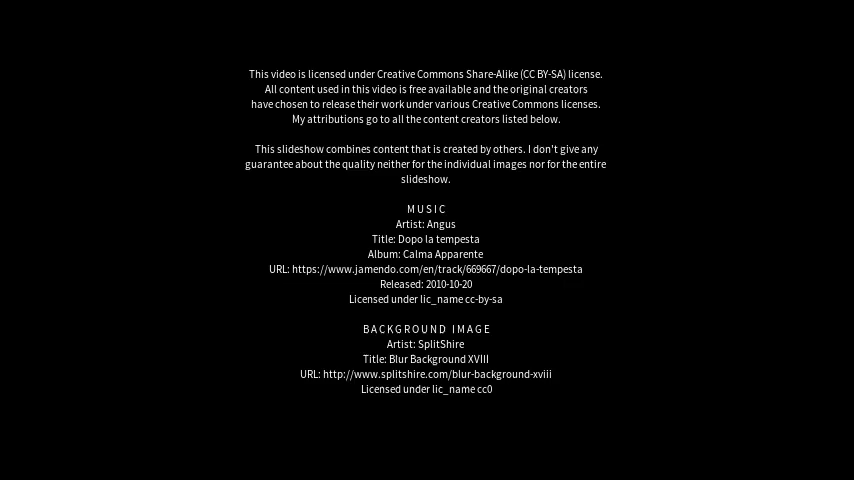 This video is licensed under Creative Commons Share-Alike (CC BY-SA) license.
All content used in this video is free available and the original creators
have chosen to release their work under various Creative Commons licenses.
My attributions go to all the content creators listed below.
This slideshow combines content that is created by others. I don't give any
guarantee about the quality neither for the individual images nor for the entire
slideshow.
MUSIC
Artist: Angus
Title: Dopo la tempesta
Album: Calma Apparente
URL: https://www.jamendo.com/en/track/669667/dopo-la-tempesta
Released: 2010-10-20
Licensed under lic_name cc-by-sa
BACKGROUND IMAGE
Artist: SplitShire
Title: Blur Background XVIII
URL: http://www.splitshire.com/blur-background-xviii
Licensed under lic_name cc0